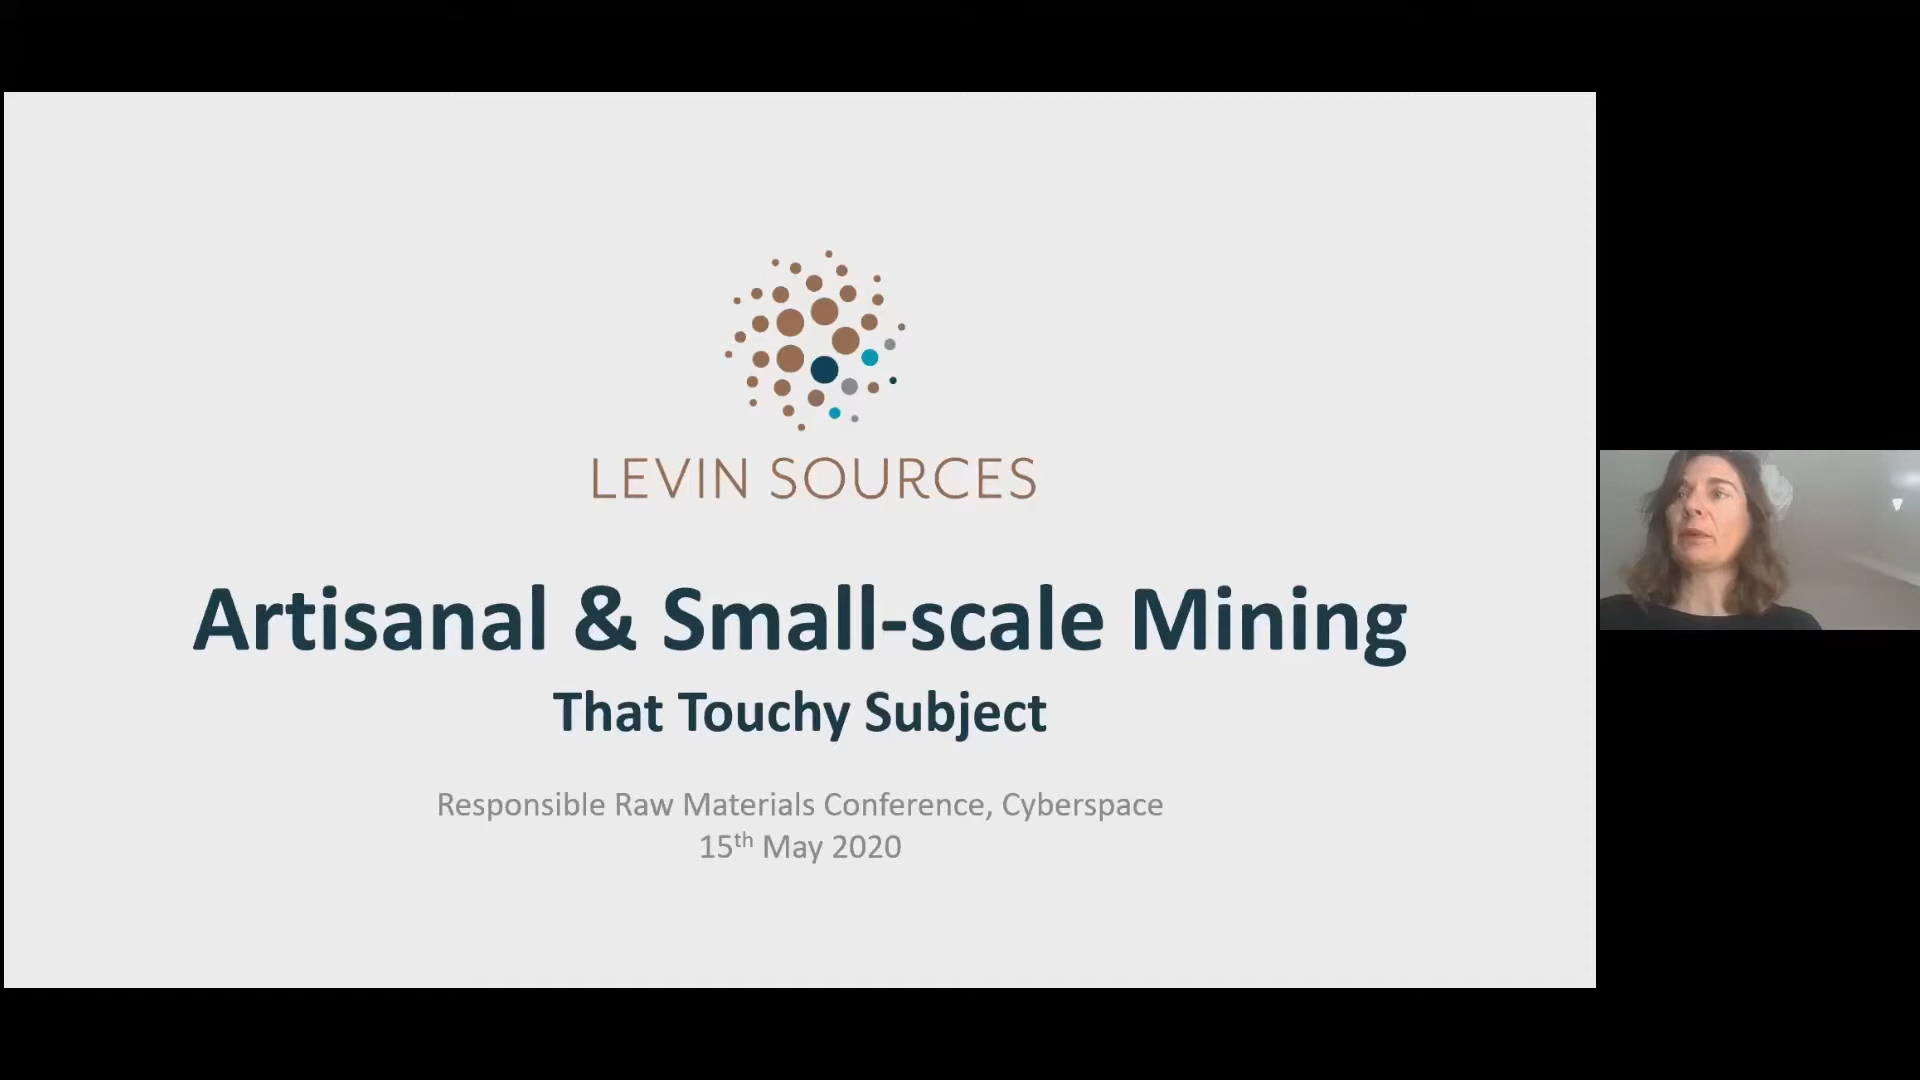 LEVIN SOURCES
Artisanal & Small-scale Mining
That Touchy Subject
Responsible Raw Materials Conference, Cyberspace
15th May 2020